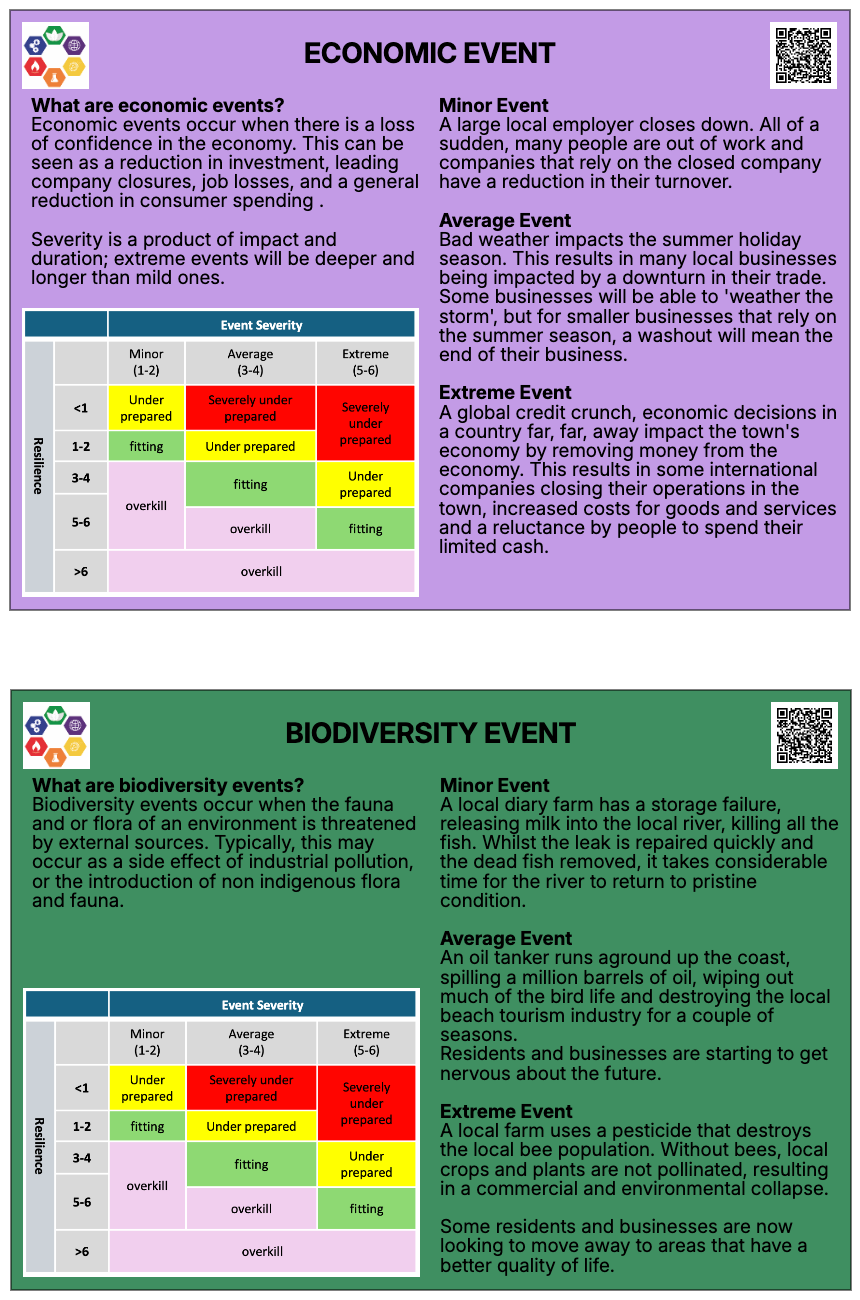 ECONOMIC EVENT
What are economic events?
Economic events occur when there is a loss
of confidence in the economy. This can be
seen as a reduction in investment, leading
company closures, job losses, and a general
reduction in consumer spending .
Severity is a product of impact and
duration; extreme events will be deeper and
longer than mild ones.
Event Severity
Minor
(1-2)
Average
(3-4)
Extreme
(5-6)
Resilience
<1
Under
prepared
Severely under
prepared
Severely
under
prepared
1-2
fitting
Under prepared
3-4
overkill
fitting
Under
prepared
5-6
overkill
fitting
>6
overkill
Minor Event
A large local employer closes down. All of a
sudden, many people are out of work and
companies that rely on the closed company
have a reduction in their turnover.
Average Event
Bad weather impacts the summer holiday
season. This results in many local businesses
being impacted by a downturn in their trade.
Some businesses will be able to 'weather the
storm', but for smaller businesses that rely on
the summer season, a washout will mean the
end of their business.
Extreme Event
A global credit crunch, economic decisions in
a country far, far, away impact the town's
economy by removing money from the
economy. This results in some international
companies closing their operations in the
town, increased costs for goods and services
and a reluctance by people to spend their
limited cash.
BIODIVERSITY EVENT
What are biodiversity events?
Biodiversity events occur when the fauna
and or flora of an environment is threatened
by external sources. Typically, this may
occur as a side effect of industrial pollution,
or the introduction of non indigenous flora
and fauna.
Event Severity
Minor
(1-2)
Average
(3-4)
Extreme
(5-6)
Resilience
<1
Under
prepared
Severely under
prepared
Severely
under
prepared
1-2
fitting
Under prepared
3-4
overkill
fitting
Under
prepared
5-6
overkill
fitting
>6
overkill
Minor Event
A local diary farm has a storage failure,
releasing milk into the local river, killing all the
fish. Whilst the leak is repaired quickly and
the dead fish removed, it takes considerable
time for the river to return to pristine
condition.
Average Event
An oil tanker runs aground up the coast,
spilling a million barrels of oil, wiping out
much of the bird life and destroying the local
beach tourism industry for a couple of
seasons.
Residents and businesses are starting to get
nervous about the future.
Extreme Event
A local farm uses a pesticide that destroys
the local bee population. Without bees, local
crops and plants are not pollinated, resulting
in a commercial and environmental collapse.
Some residents and businesses are now
looking to move away to areas that have a
better quality of life.